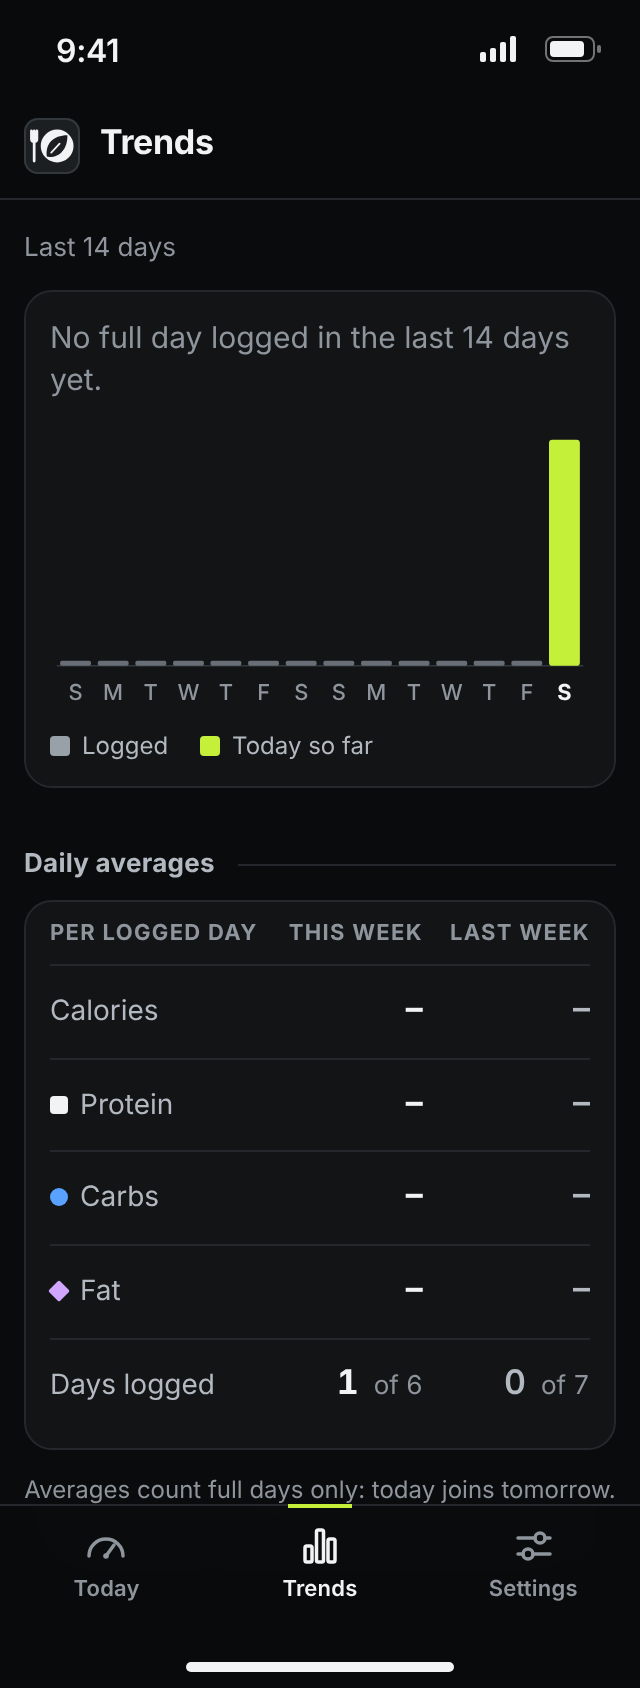 9:41
Trends
Last 14 days
No full day logged in the last 14 days
yet.
S M T W T F S S M T W T F S
Logged Today so far
Daily averages
PER LOGGED DAY THIS WEEK LAST WEEK
Calories – –
Protein – –
Carbs – –
Fat – –
Days logged 1 of 6 0 of 7
Averages count full days only: today joins tomorrow.
Today Trends Settings